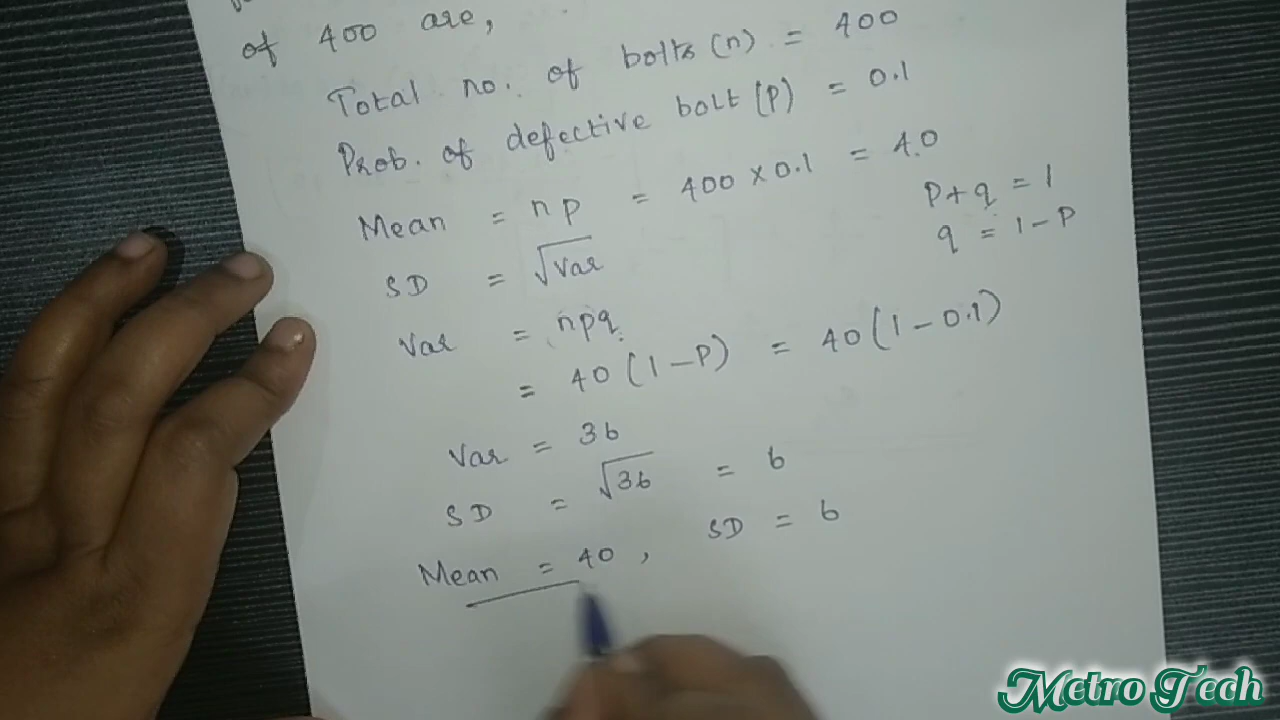 of 400 are,
Total no. of bolts (n) = 400
Prob. of defective bolt (p) = 0.1
Mean = np = 400 × 0.1 = 40
p + q = 1
SD = √Var
q = 1 - p
Var = npq
= 40 (1 - p) = 40 (1 - 0.1)
Var = 36
SD = √36 = 6
Mean = 40, SD = 6
Metro Tech